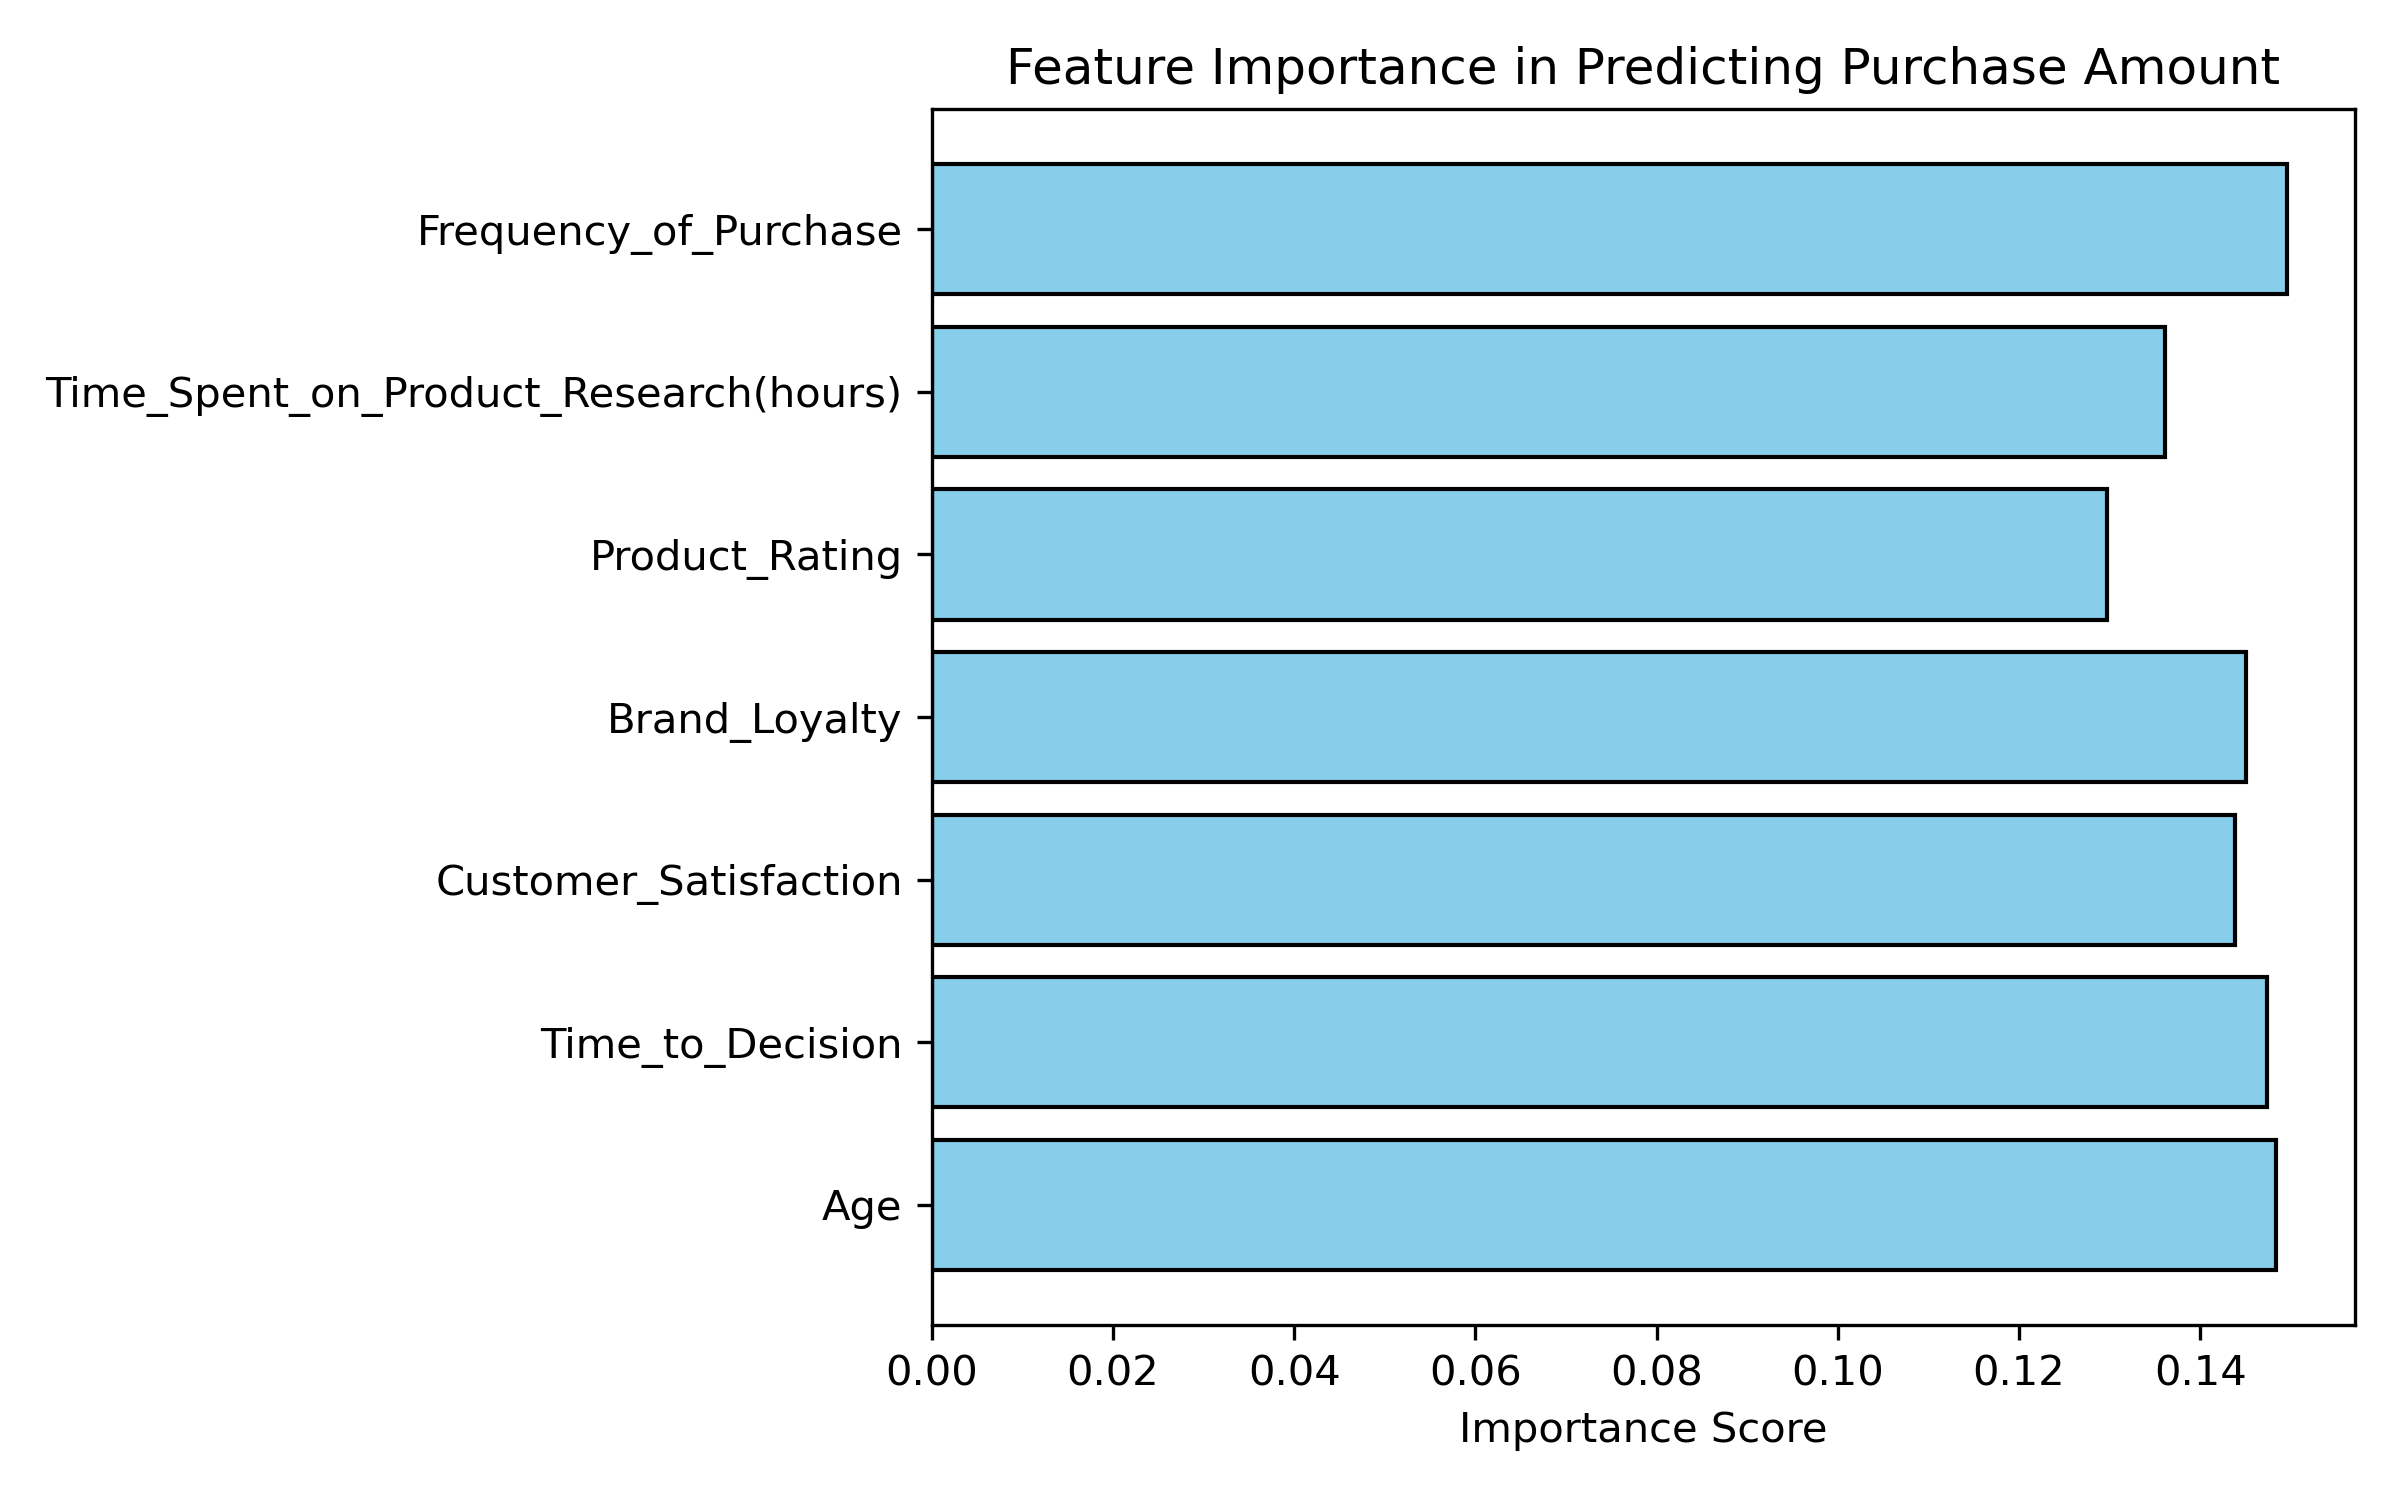 Feature Importance in Predicting Purchase Amount
Frequency_of_Purchase
Time_Spent_on_Product_Research(hours)
Product_Rating
Brand_Loyalty
Customer_Satisfaction
Time_to_Decision
Age
0.00 0.02 0.04 0.06 0.08 0.10 0.12 0.14
Importance Score